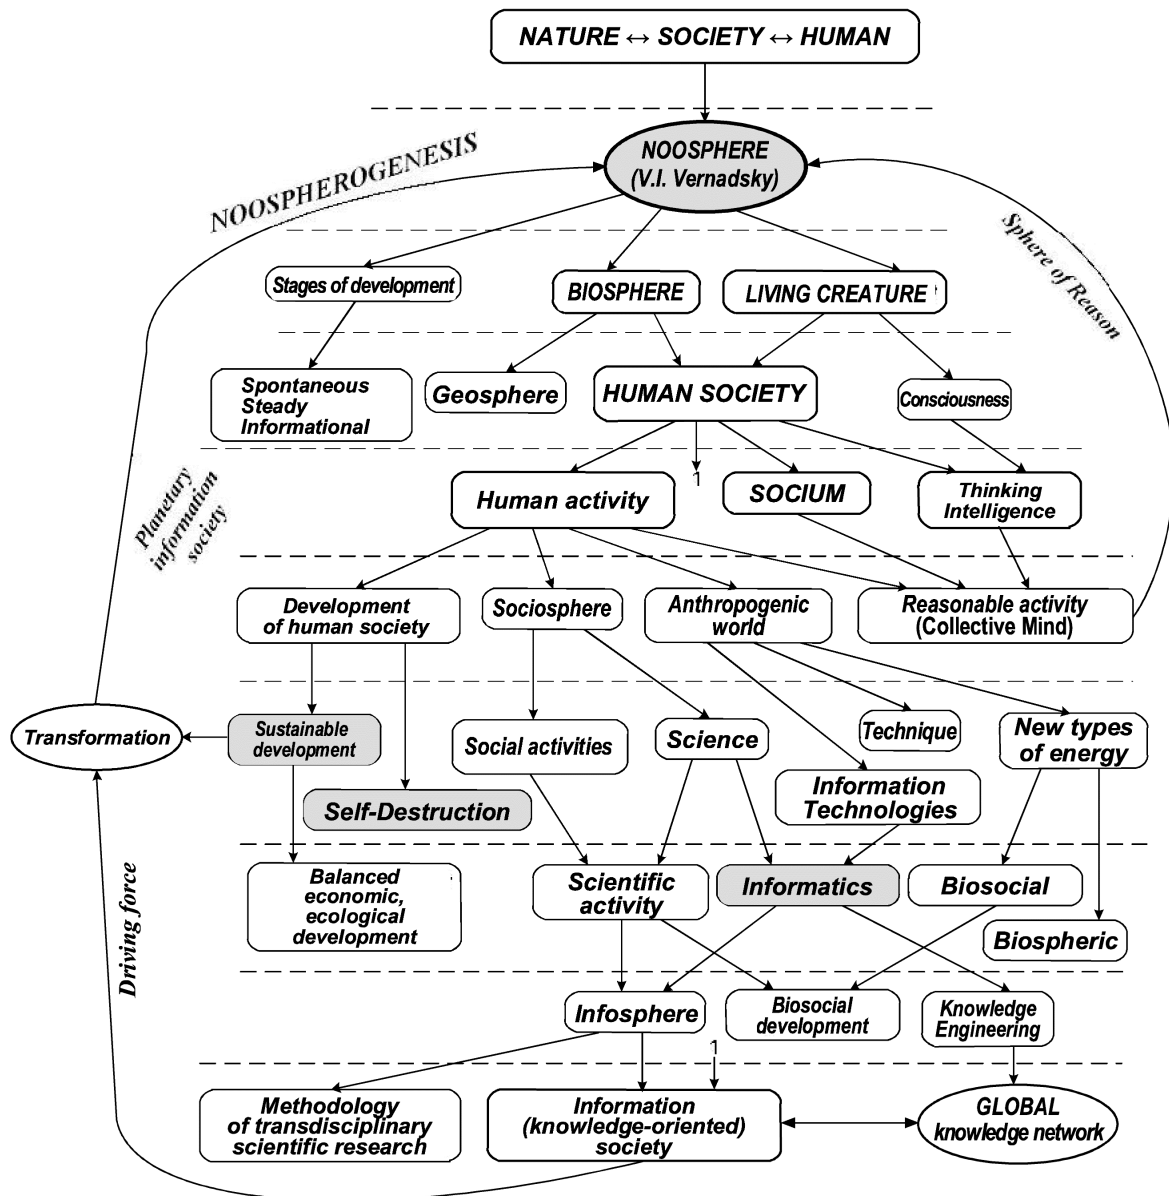 NATURE ↔ SOCIETY ↔ HUMAN
NOOSPHERE
(V.I. Vernadsky)
NOOSPHEROGENESIS
Sphere of Reason
Stages of development
BIOSPHERE
LIVING CREATURE
Spontaneous
Steady
Informational
Geosphere
HUMAN SOCIETY
Consciousness
1
Planetary
information
society
Human activity
SOCIUM
Thinking
Intelligence
Development
of human society
Sociosphere
Anthropogenic
world
Reasonable activity
(Collective Mind)
Transformation
Sustainable
development
Social activities
Science
Technique
New types
of energy
Self-Destruction
Information
Technologies
Driving force
Balanced
economic,
ecological
development
Scientific
activity
Informatics
Biosocial
Biospheric
Infosphere
Biosocial
development
Knowledge
Engineering
1
Methodology
of transdisciplinary
scientific research
Information
(knowledge-oriented)
society
GLOBAL
knowledge network